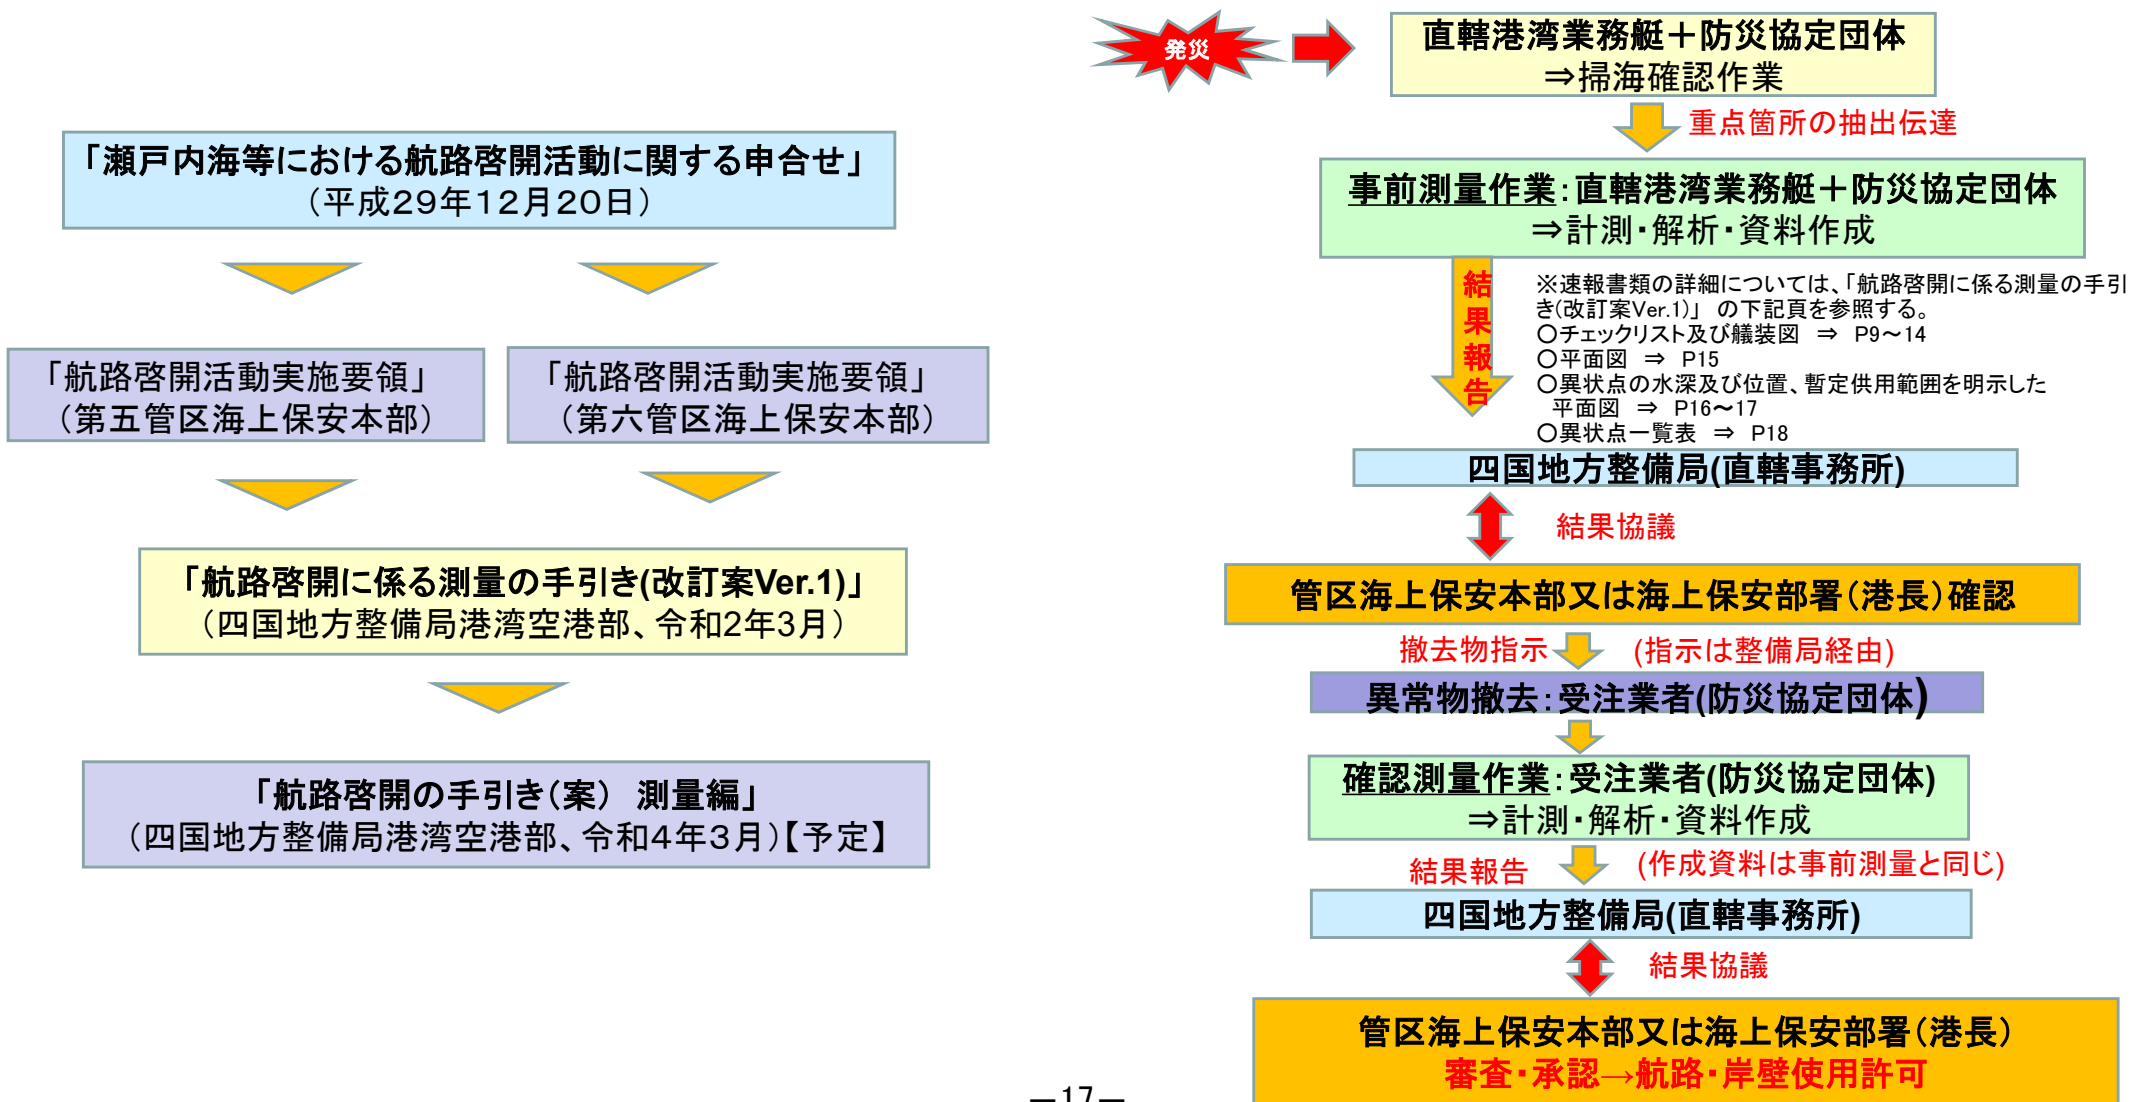 「瀬戸内海等における航路啓開活動に関する申合せ」
（平成29年12月20日）
「航路啓開活動実施要領」
（第五管区海上保安本部）
「航路啓開活動実施要領」
（第六管区海上保安本部）
「航路啓開に係る測量の手引き(改訂案Ver.1)」
（四国地方整備局港湾空港部、令和2年3月）
「航路啓開の手引き（案） 測量編」
（四国地方整備局港湾空港部、令和4年3月）【予定】
発災
直轄港湾業務艇＋防災協定団体
⇒掃海確認作業
重点箇所の抽出伝達
事前測量作業：直轄港湾業務艇＋防災協定団体
⇒計測・解析・資料作成
結果報告
※速報書類の詳細については、「航路啓開に係る測量の手引
き(改訂案Ver.1)」 の下記頁を参照する。
〇チェックリスト及び艤装図 ⇒ P9～14
〇平面図 ⇒ P15
〇異状点の水深及び位置、暫定供用範囲を明示した
平面図 ⇒ P16～17
〇異状点一覧表 ⇒ P18
四国地方整備局(直轄事務所)
結果協議
管区海上保安本部又は海上保安部署（港長）確認
撤去物指示 (指示は整備局経由)
異常物撤去：受注業者(防災協定団体)
確認測量作業：受注業者(防災協定団体)
⇒計測・解析・資料作成
結果報告 (作成資料は事前測量と同じ)
四国地方整備局(直轄事務所)
結果協議
管区海上保安本部又は海上保安部署（港長）
審査・承認→航路・岸壁使用許可
－17－